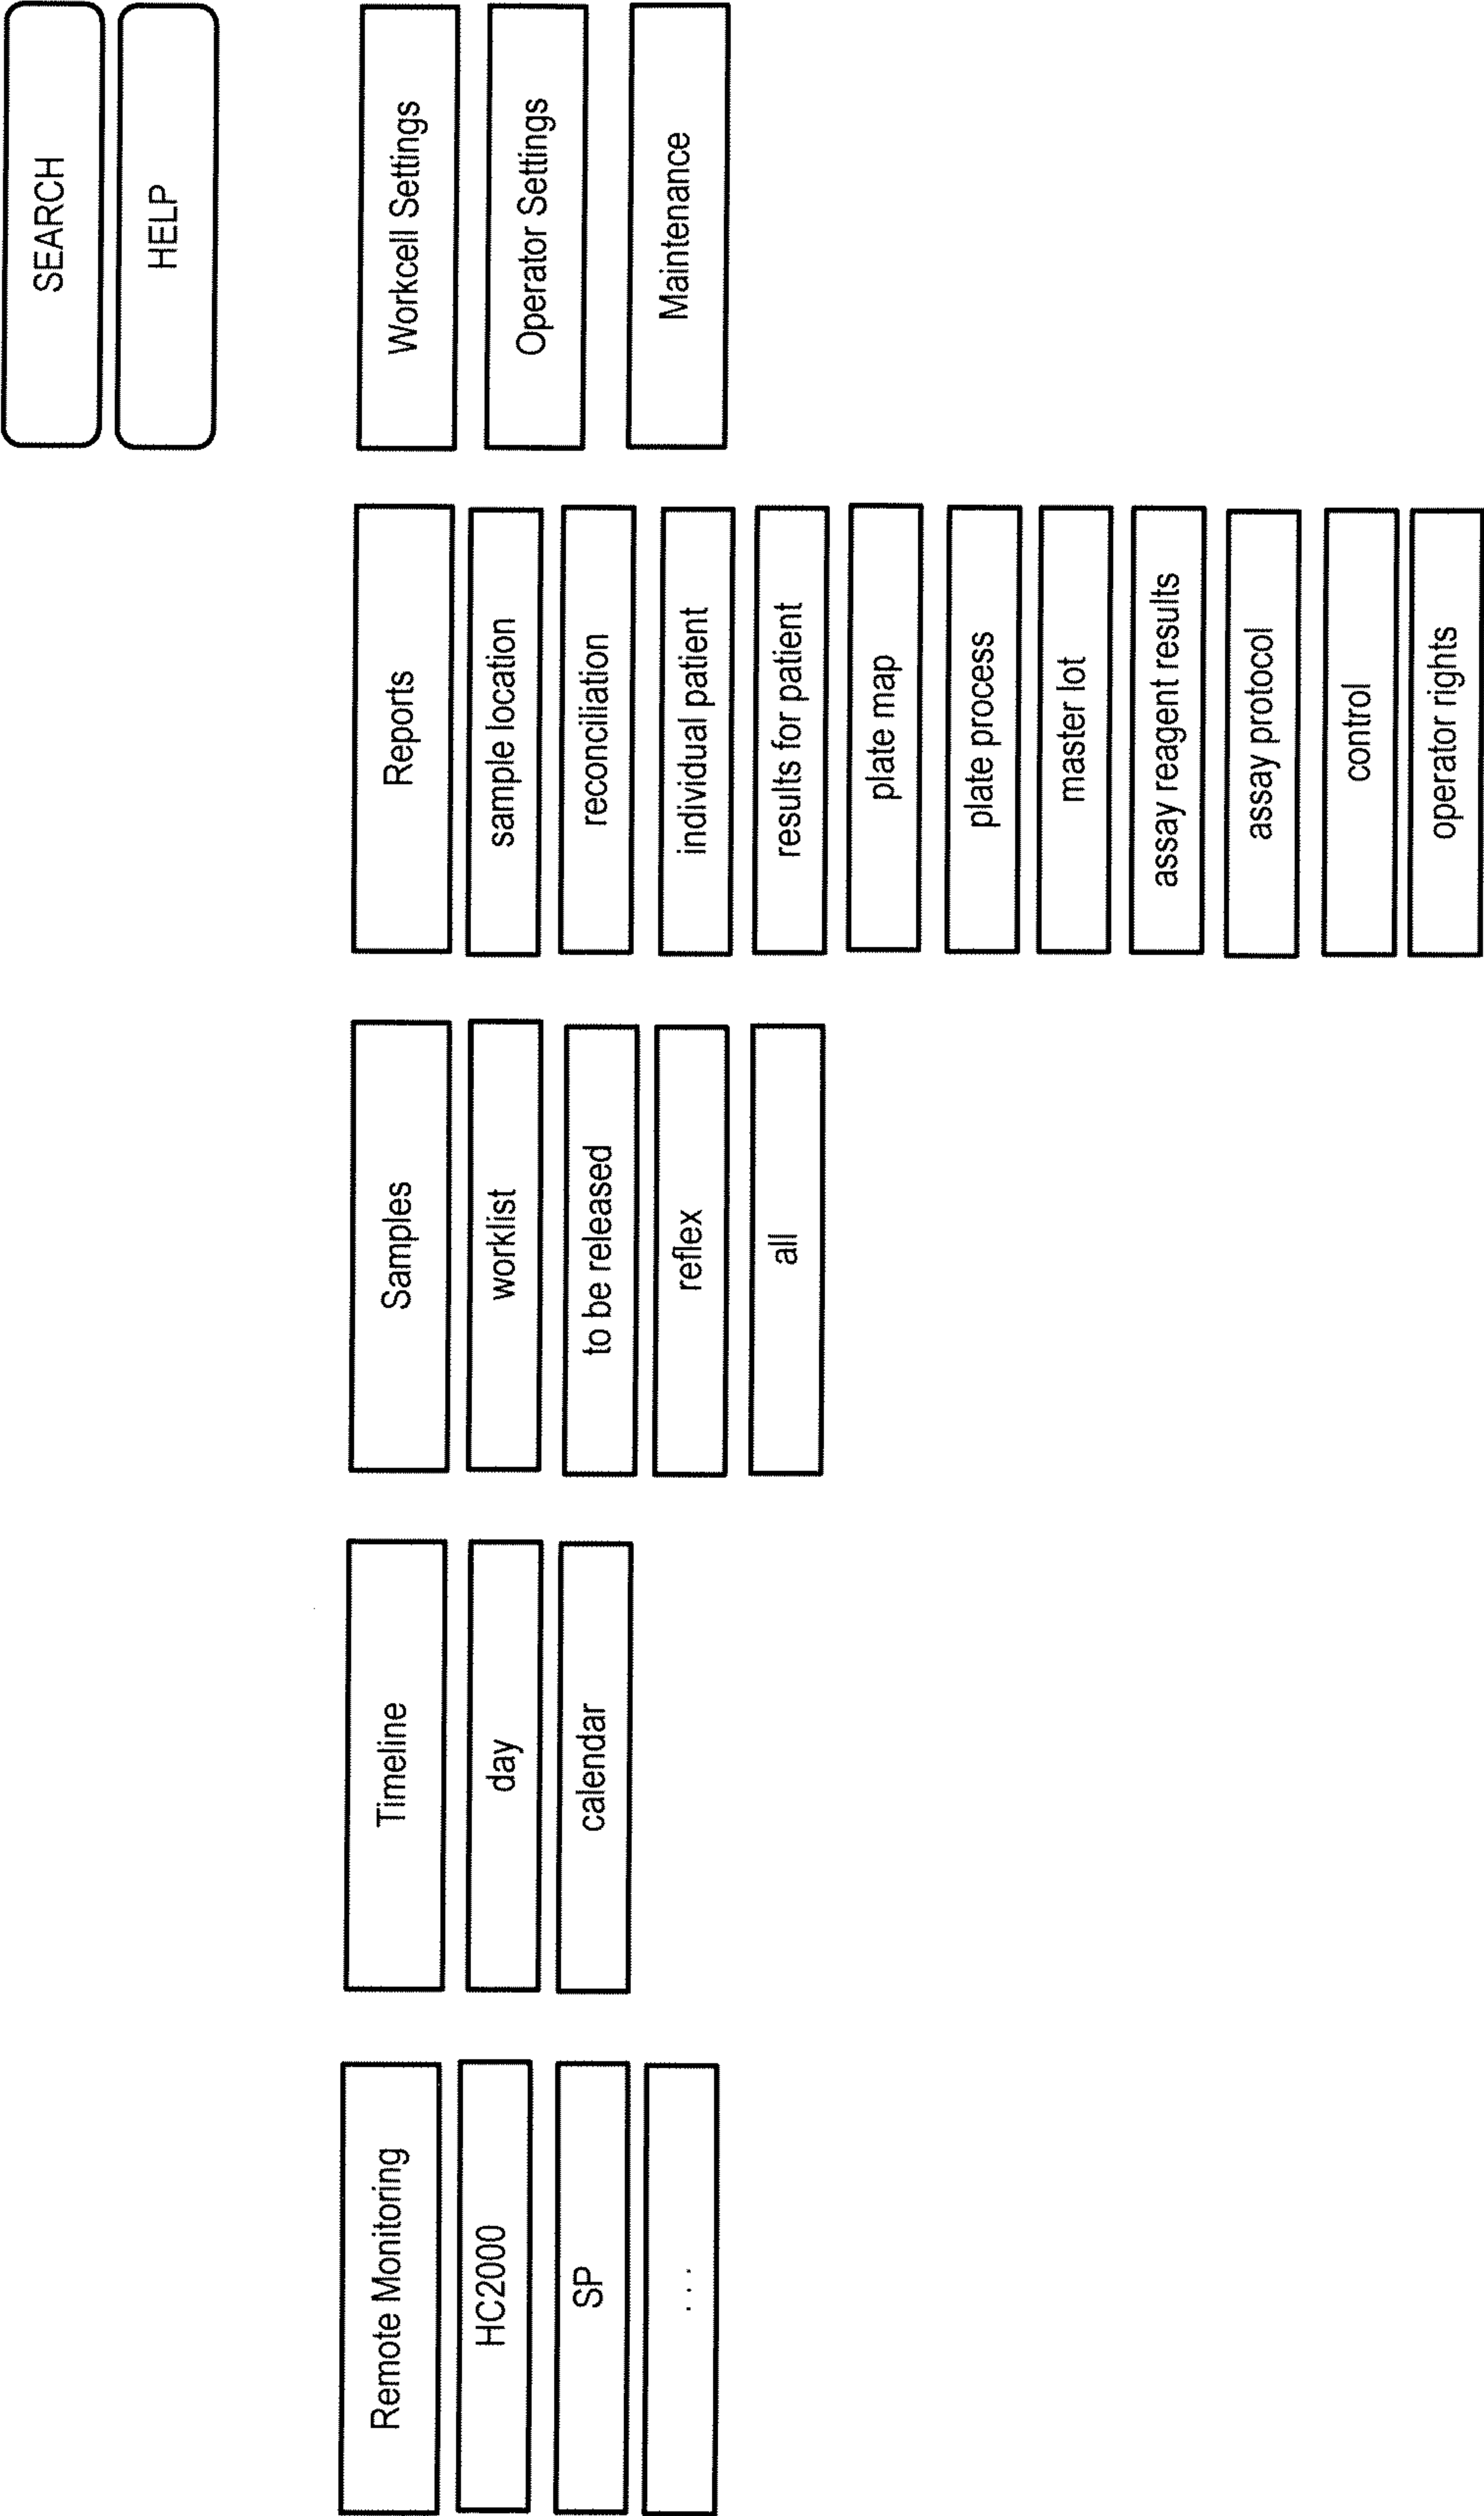 SEARCH
HELP
Remote Monitoring
HC2000
SP
. . .
Timeline
day
calendar
Samples
worklist
to be released
reflex
all
Reports
sample location
reconciliation
individual patient
results for patient
plate map
plate process
master lot
assay reagent results
assay protocol
control
operator rights
Workcell Settings
Operator Settings
Maintenance